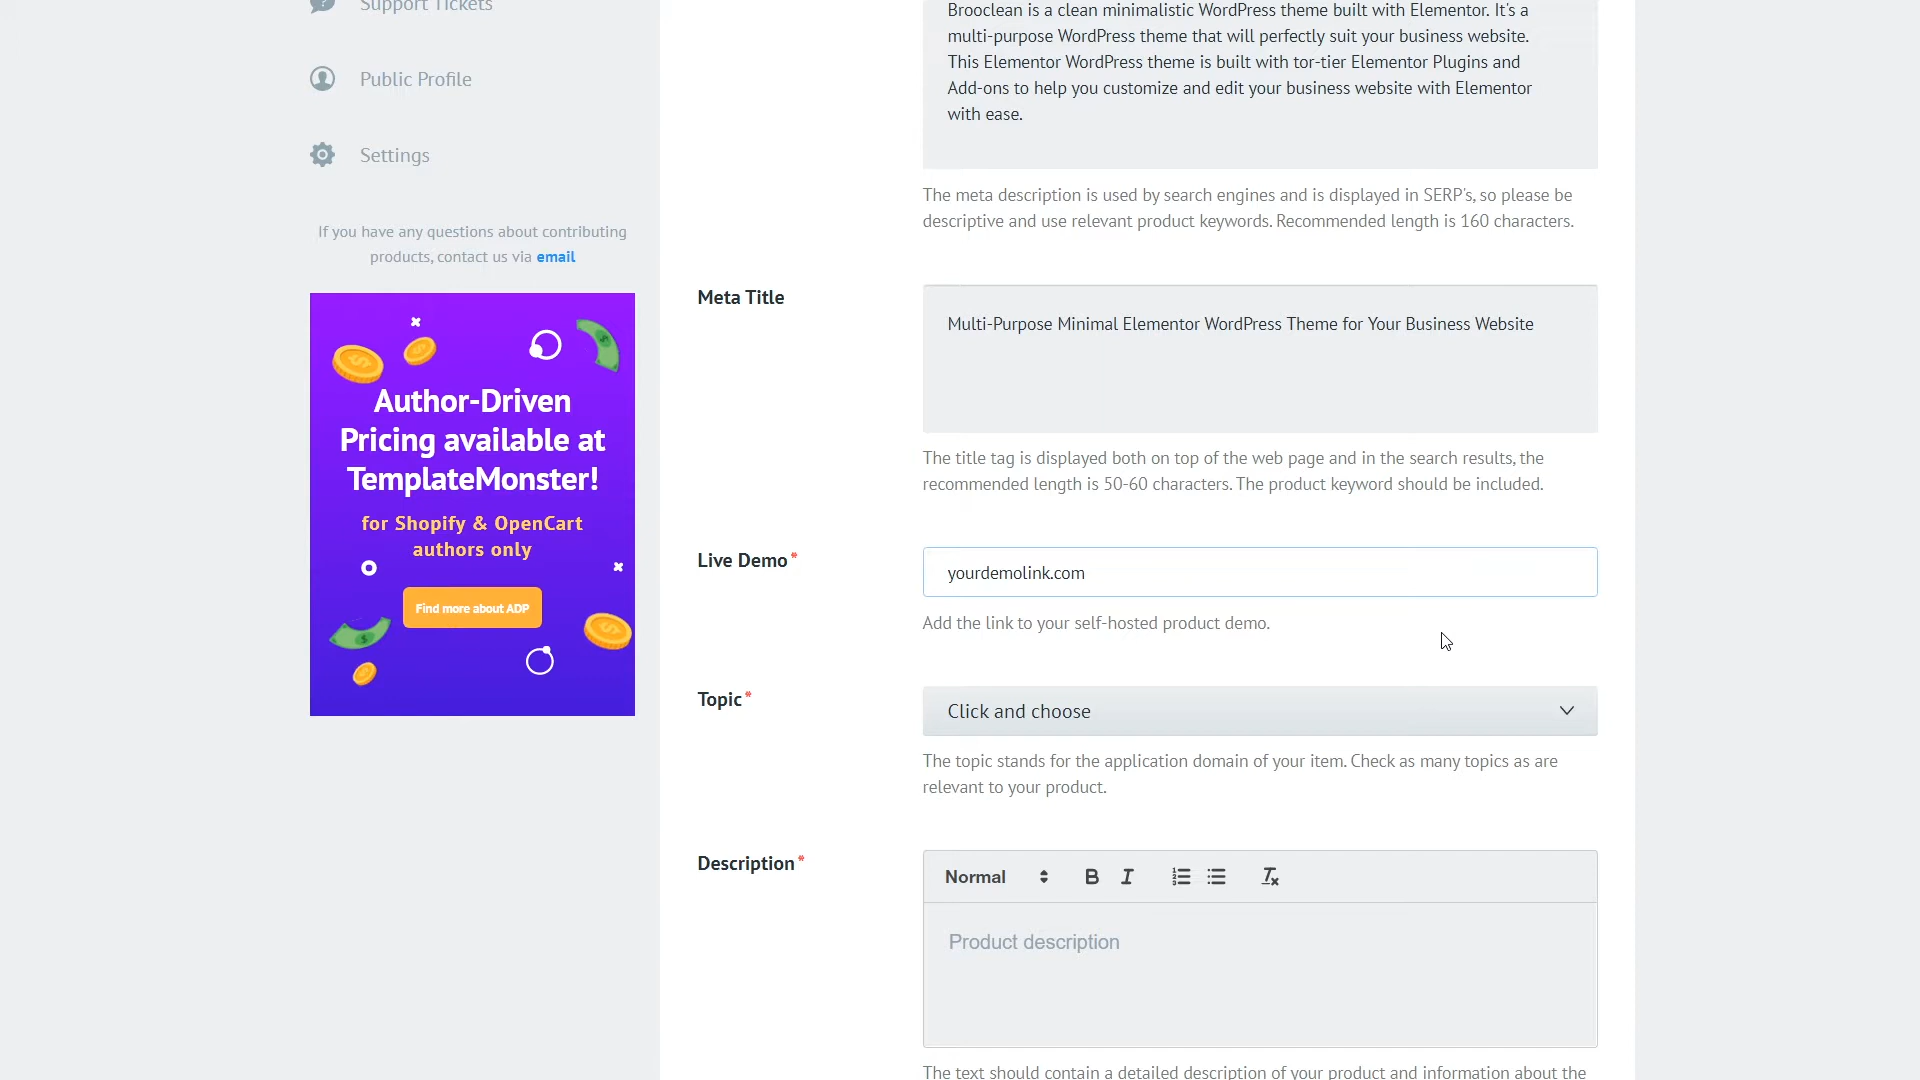 Support Tickets
Public Profile
Settings
If you have any questions about contributing
products, contact us via email
Author-Driven
Pricing available at
TemplateMonster!
for Shopify & OpenCart
authors only
Find more about ADP
Brooclean is a clean minimalistic WordPress theme built with Elementor. It's a
multi-purpose WordPress theme that will perfectly suit your business website.
This Elementor WordPress theme is built with tor-tier Elementor Plugins and
Add-ons to help you customize and edit your business website with Elementor
with ease.
The meta description is used by search engines and is displayed in SERP's, so please be
descriptive and use relevant product keywords. Recommended length is 160 characters.
Meta Title
Multi-Purpose Minimal Elementor WordPress Theme for Your Business Website
The title tag is displayed both on top of the web page and in the search results, the
recommended length is 50-60 characters. The product keyword should be included.
Live Demo*
yourdemolink.com
Add the link to your self-hosted product demo.
Topic*
Click and choose
The topic stands for the application domain of your item. Check as many topics as are
relevant to your product.
Description*
Normal
Product description
The text should contain a detailed description of your product and information about the